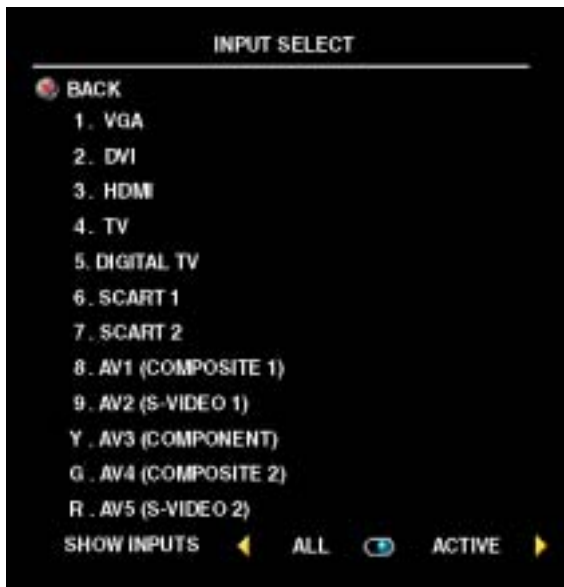 INPUT SELECT
BACK
1. VGA
2. DVI
3. HDMI
4. TV
5. DIGITAL TV
6. SCART 1
7. SCART 2
8. AV1 (COMPOSITE 1)
9. AV2 (S-VIDEO 1)
Y. AV3 (COMPONENT)
G. AV4 (COMPOSITE 2)
R. AV5 (S-VIDEO 2)
SHOW INPUTS ALL ACTIVE